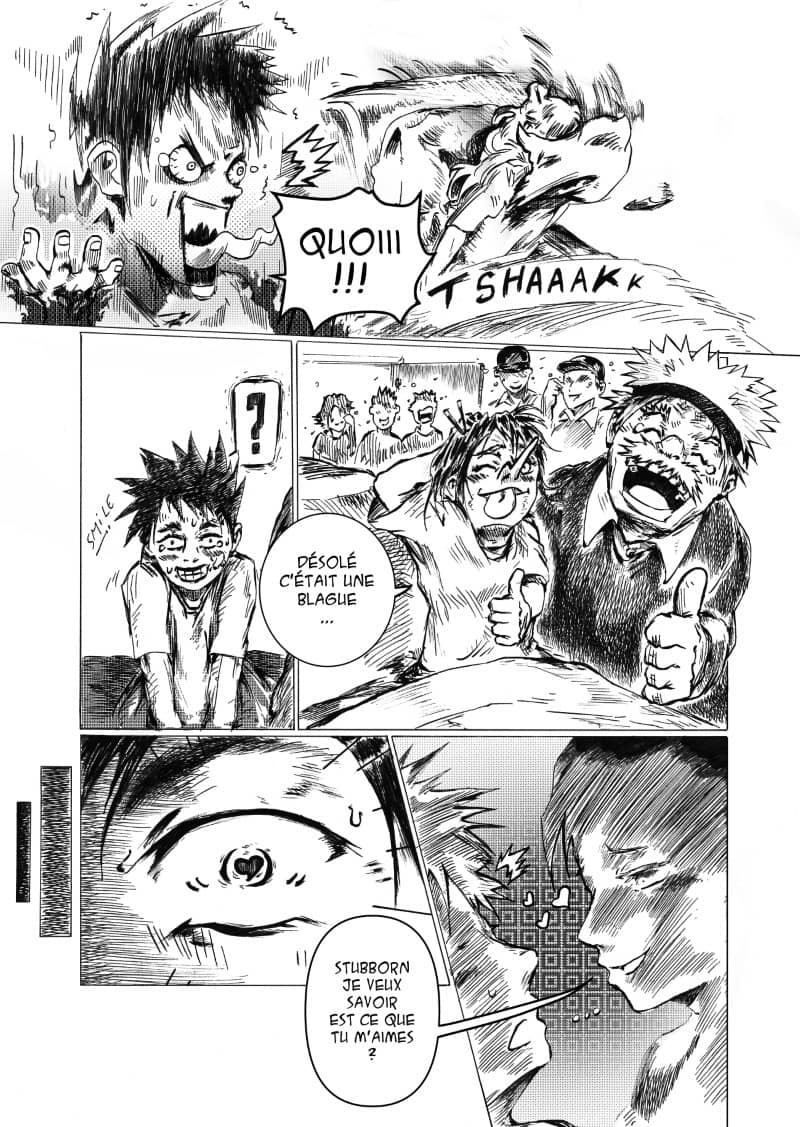 QUOIII
!!!
TSHAAAKK
?
SMILE
DÉSOLÉ
C'ÉTAIT UNE
BLAGUE
...
STUBBORN
JE VEUX
SAVOIR
EST CE QUE
TU M'AIMES
?